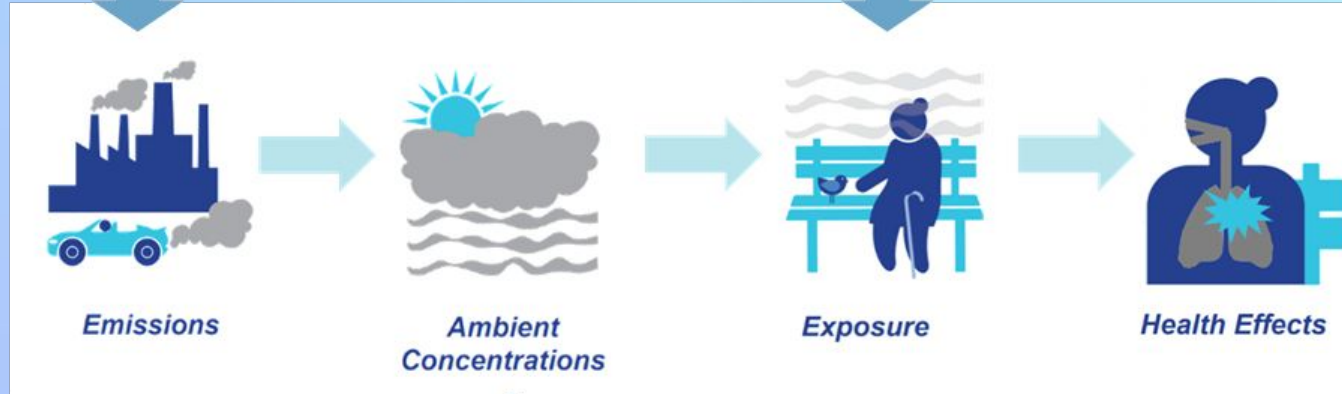 Emissions
Ambient
Concentrations
Exposure
Health Effects